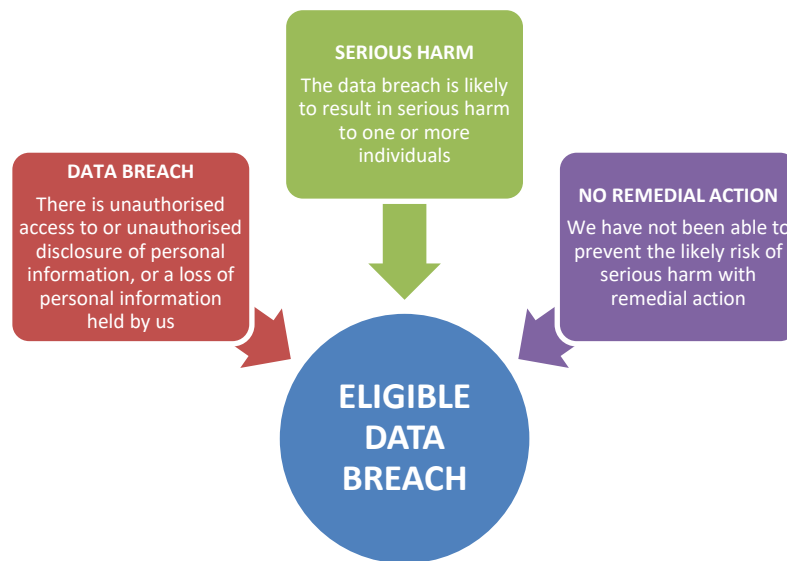 SERIOUS HARM
The data breach is likely
to result in serious harm
to one or more
individuals
DATA BREACH
There is unauthorised
access to or unauthorised
disclosure of personal
information, or a loss of
personal information
held by us
NO REMEDIAL ACTION
We have not been able to
prevent the likely risk of
serious harm with
remedial action
ELIGIBLE
DATA
BREACH